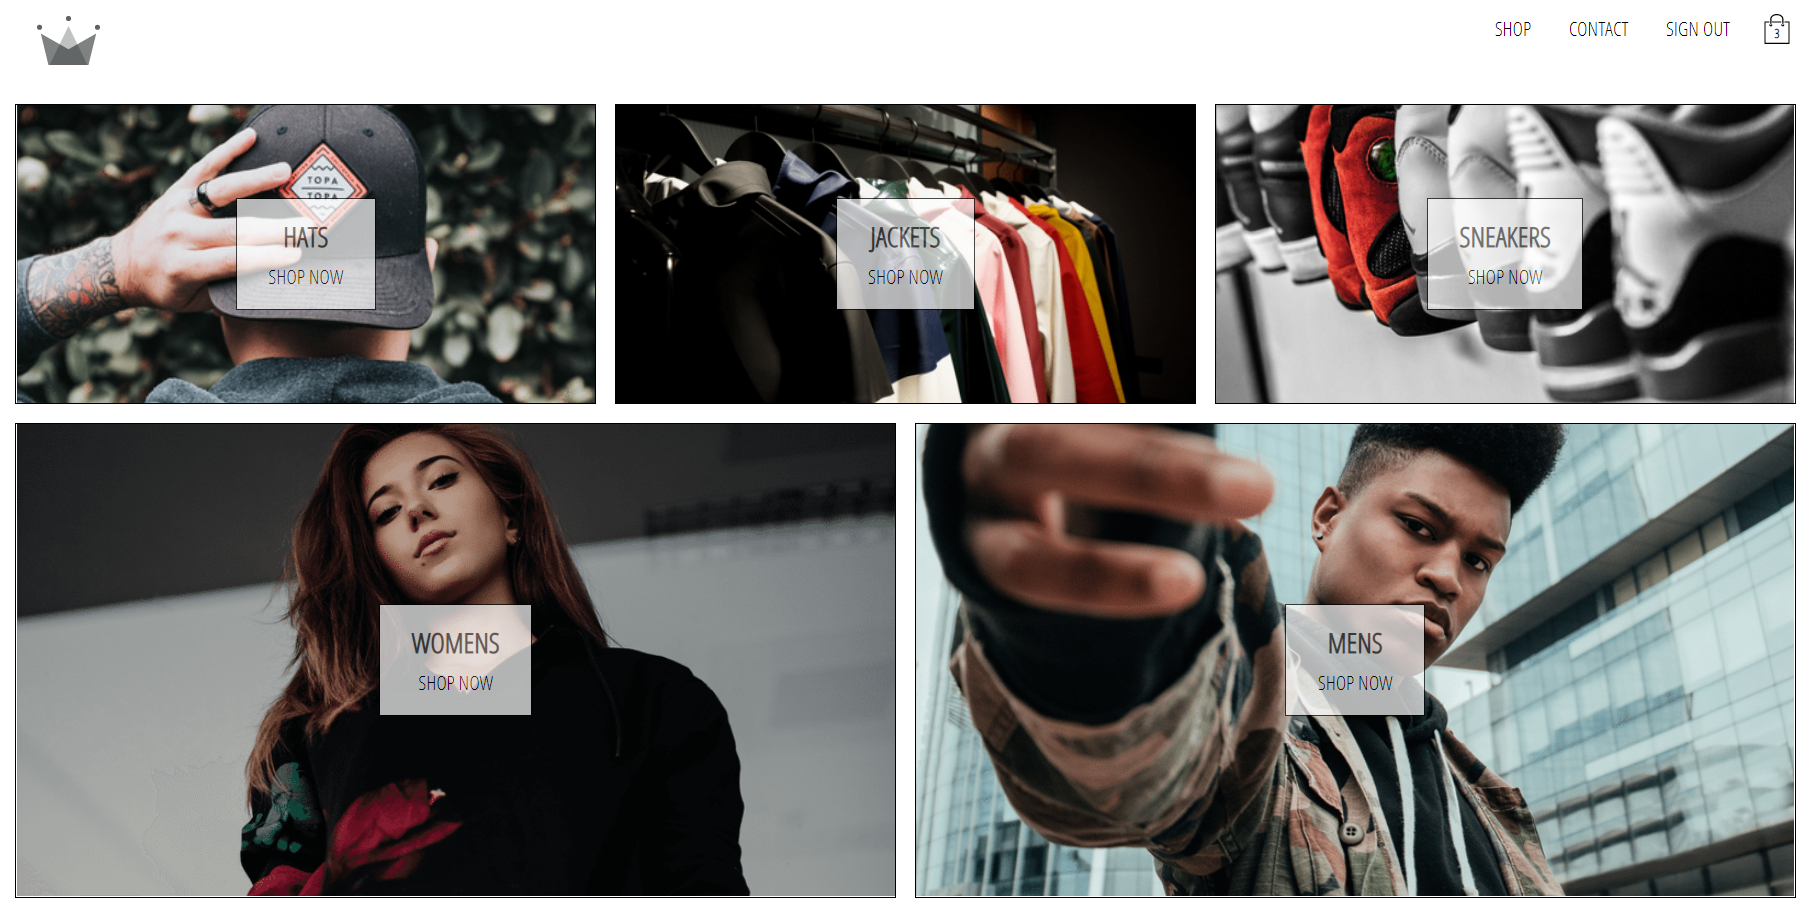 SHOP
CONTACT
SIGN OUT
3
TOPA
TOPA
HATS
SHOP NOW
JACKETS
SHOP NOW
SNEAKERS
SHOP NOW
WOMENS
SHOP NOW
MENS
SHOP NOW